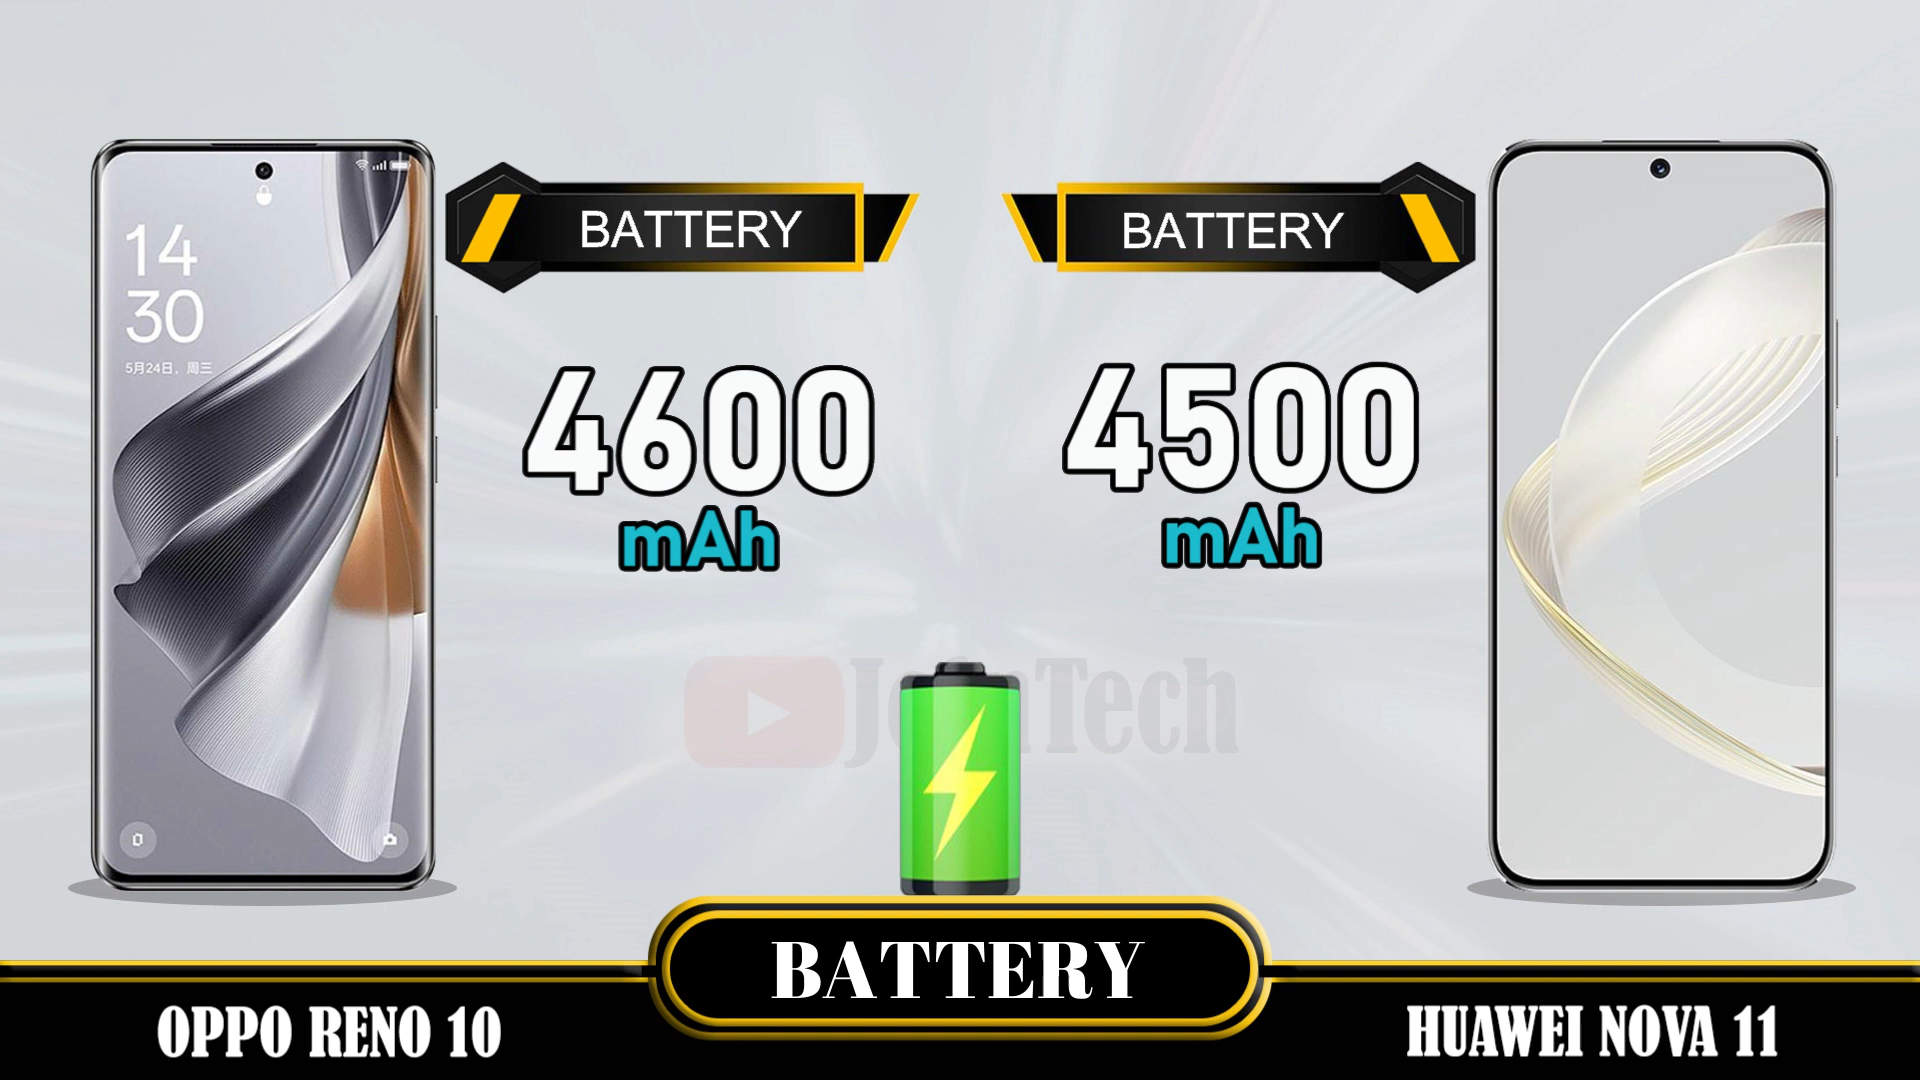 14
30
5月24日，周三
BATTERY
4600
mAh
BATTERY
4500
mAh
JoinTech
BATTERY
OPPO RENO 10
HUAWEI NOVA 11